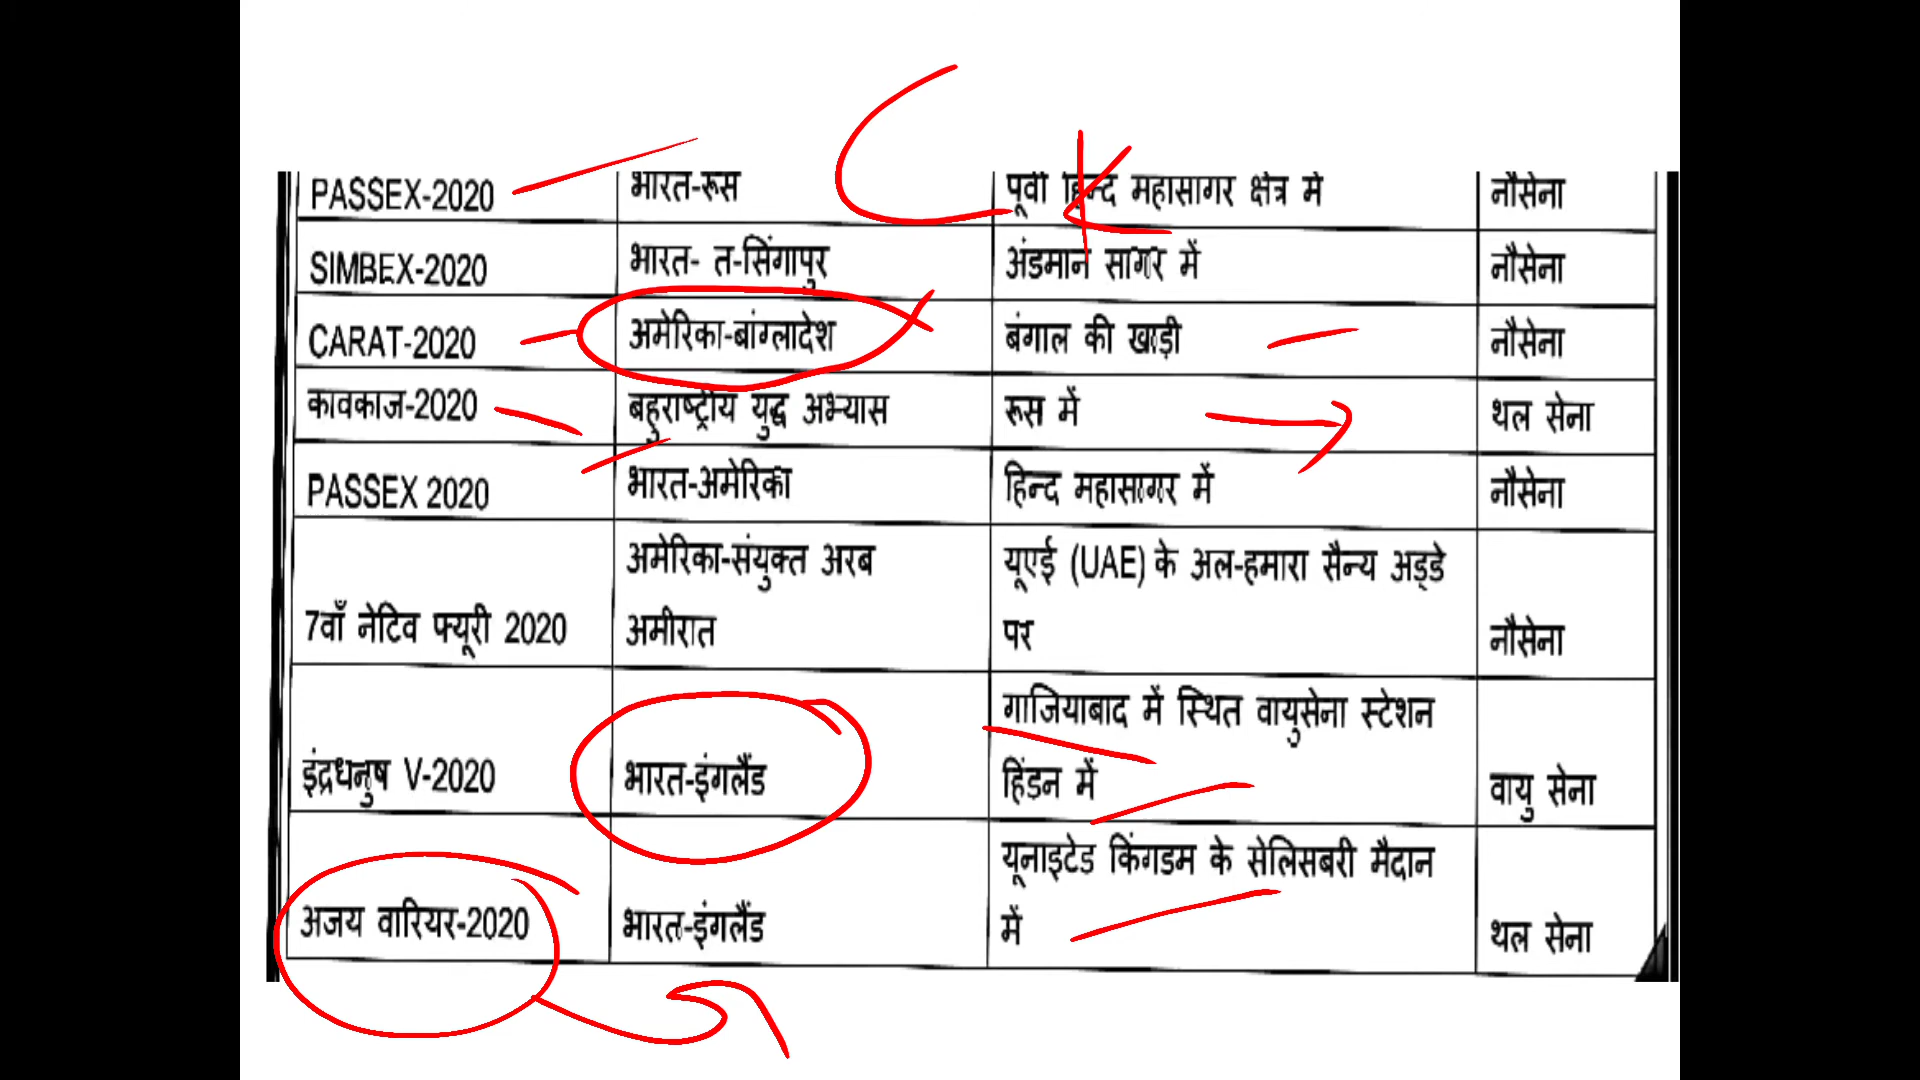 PASSEX-2020 भारत-रूस पूर्वी हिन्द महासागर क्षेत्र में नौसेना
SIMBEX-2020 भारत- त-सिंगापुर अंडमान सागर में नौसेना
CARAT-2020 अमेरिका-बांग्लादेश बंगाल की खाड़ी नौसेना
कावकाज-2020 बहुराष्ट्रीय युद्ध अभ्यास रूस में थल सेना
PASSEX 2020 भारत-अमेरिका हिन्द महासागर में नौसेना
7वाँ नेटिव फ्यूरी 2020 अमेरिका-संयुक्त अरब
अमीरात यूएई (UAE) के अल-हमारा सैन्य अड्डे
पर नौसेना
इंद्रधनुष V-2020 भारत-इंगलैंड गाजियाबाद में स्थित वायुसेना स्टेशन
हिंडन में वायु सेना
अजय वारियर-2020 भारत-इंगलैंड यूनाइटेड किंगडम के सेलिसबरी मैदान
में थल सेना